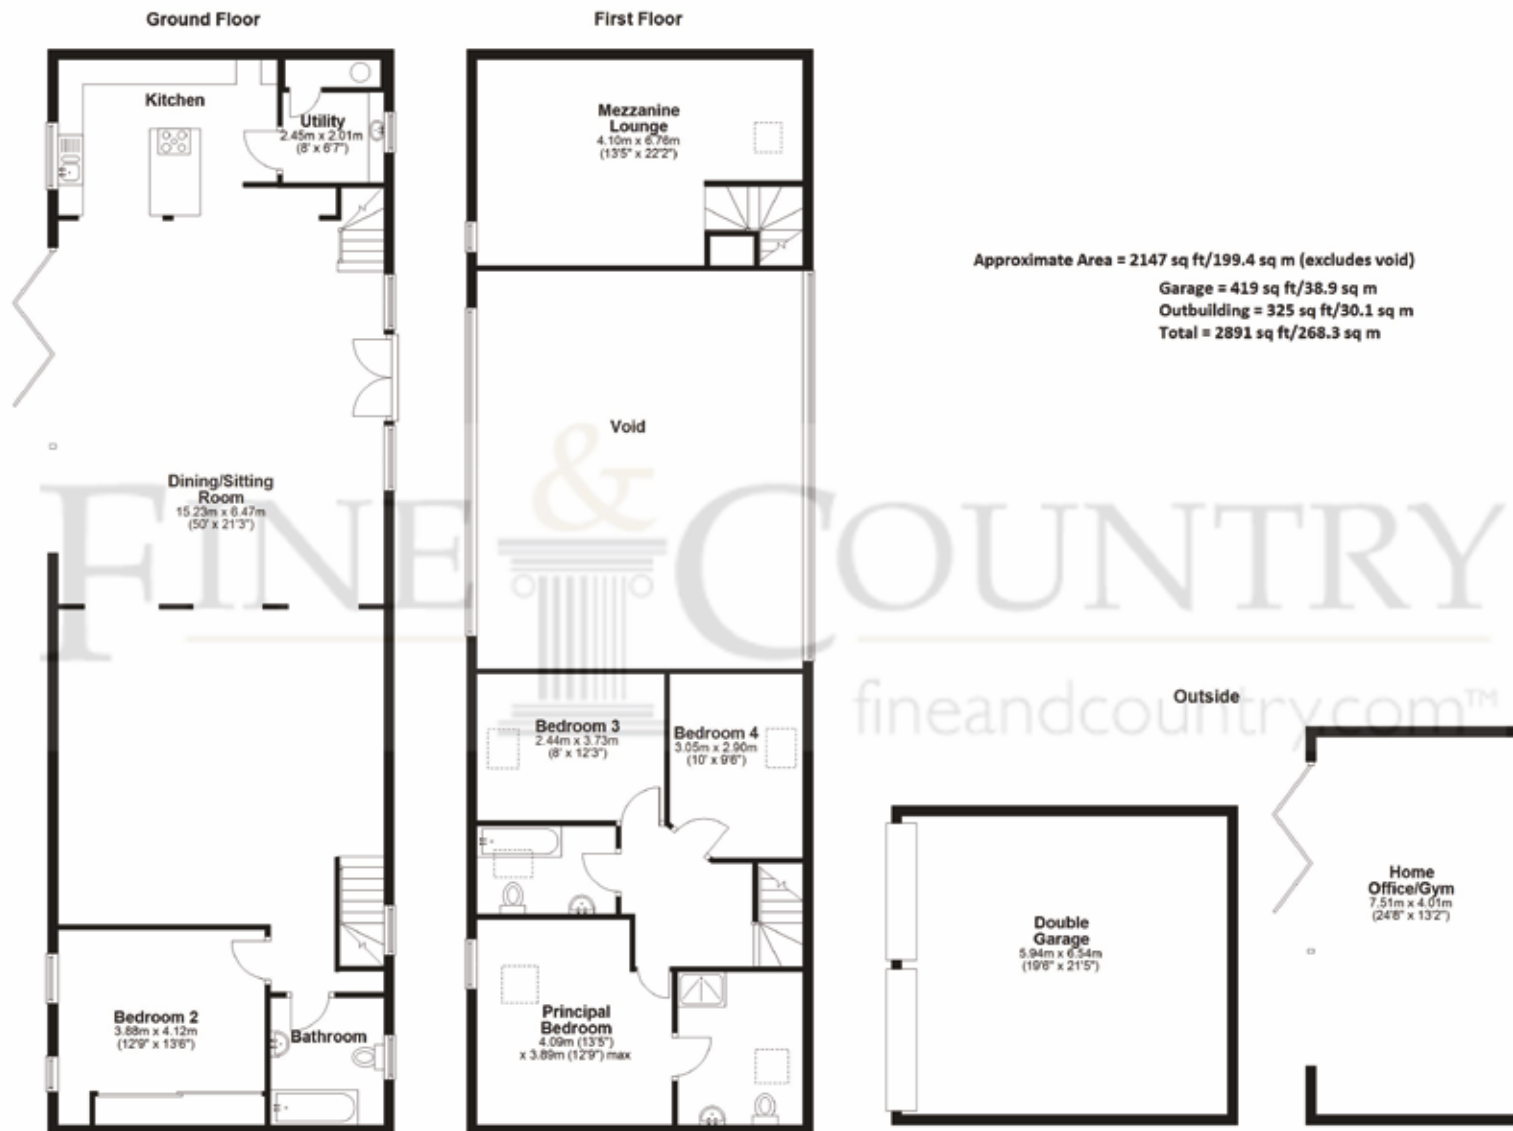 Ground Floor
First Floor
Kitchen
Utility
2.45m x 2.01m
(8' x 6'7")
Mezzanine
Lounge
4.10m x 6.76m
(13'5" x 22'2")
Approximate Area = 2147 sq ft/199.4 sq m (excludes void)
Garage = 419 sq ft/38.9 sq m
Outbuilding = 325 sq ft/30.1 sq m
Total = 2891 sq ft/268.3 sq m
Void
Dining/Sitting
Room
15.23m x 6.47m
(50' x 21'3")
FINE & COUNTRY
fineandcountry.com™
Outside
Bedroom 3
2.44m x 3.73m
(8' x 12'3")
Bedroom 4
3.05m x 2.90m
(10' x 9'6")
Home
Office/Gym
7.51m x 4.01m
(24'8" x 13'2")
Double
Garage
5.94m x 6.54m
(19'6" x 21'5")
Bedroom 2
3.88m x 4.12m
(12'9" x 13'6")
Bathroom
Principal
Bedroom
4.09m (13'5")
x 3.89m (12'9") max